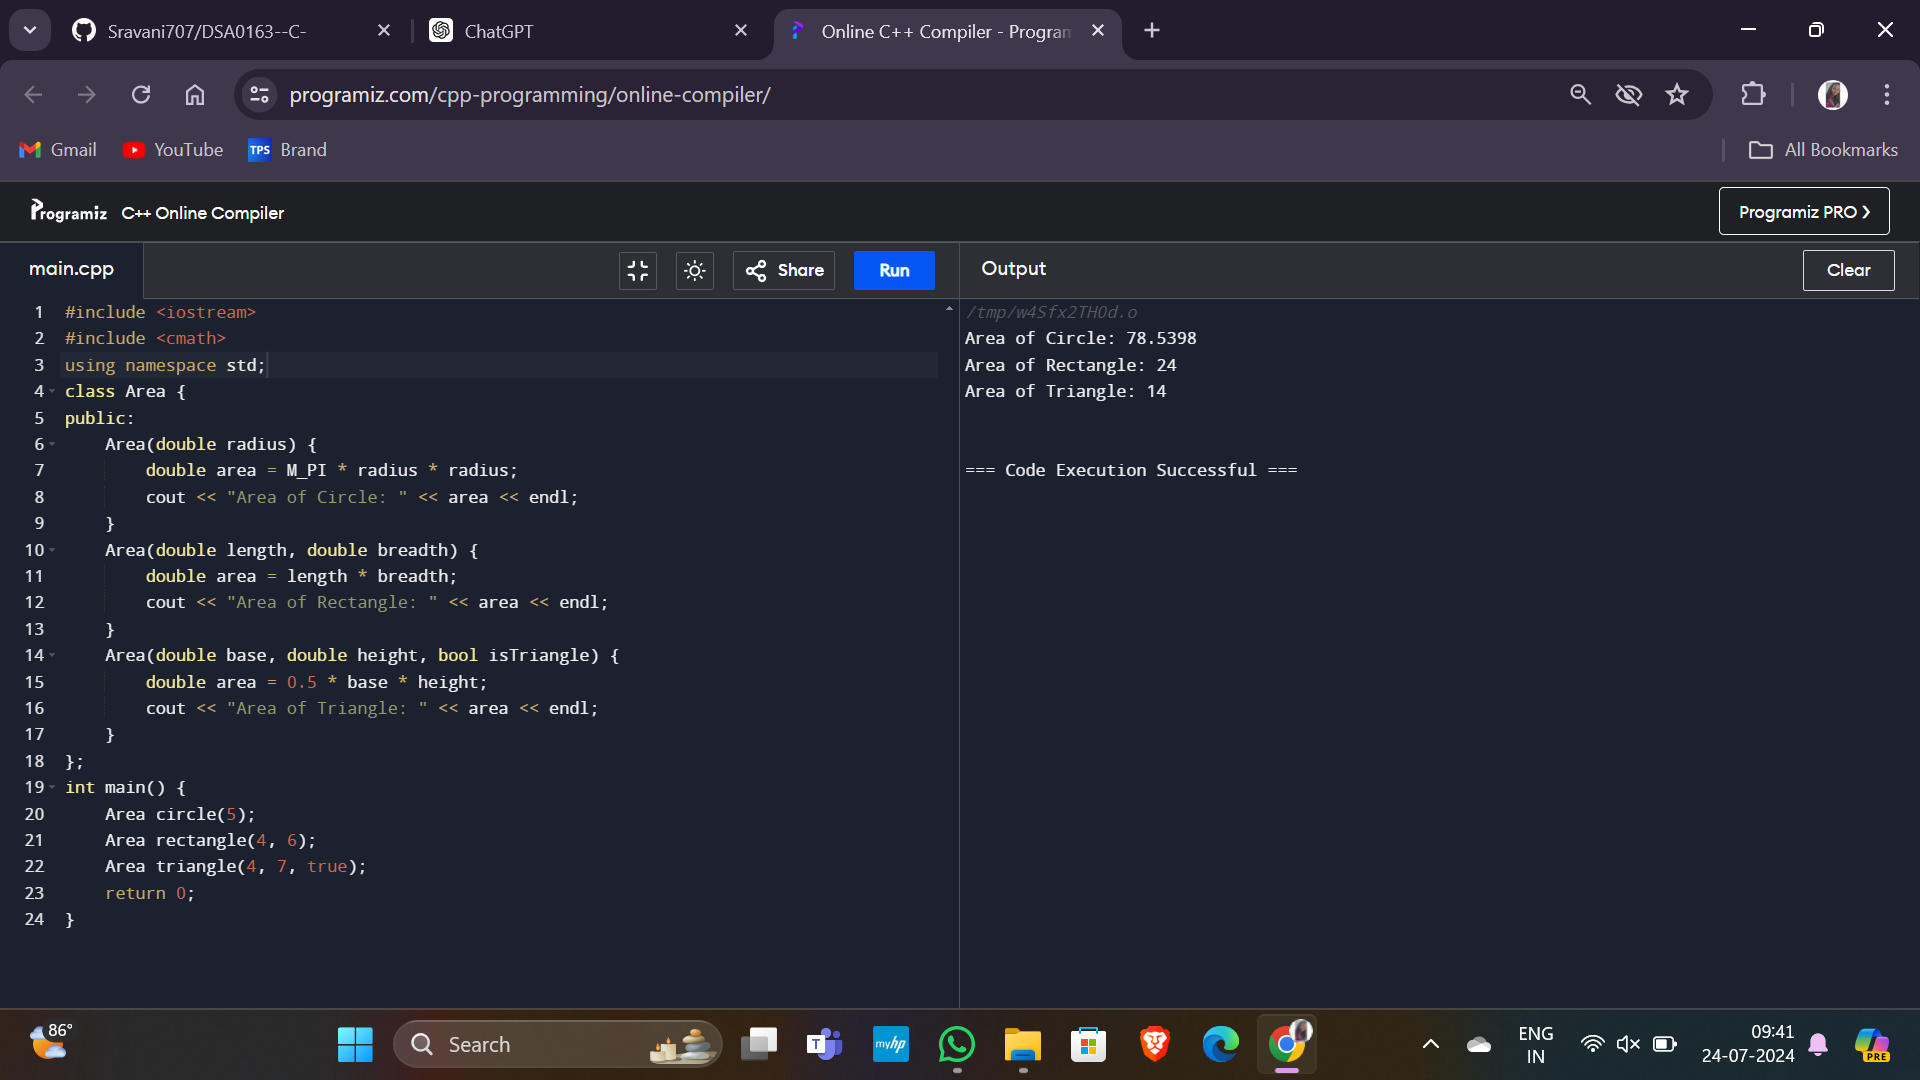 Sravani707/DSA0163--C-
ChatGPT
Online C++ Compiler - Program
programiz.com/cpp-programming/online-compiler/
Gmail
YouTube
TPS
Brand
All Bookmarks
Programiz
C++ Online Compiler
Programiz PRO ❯
main.cpp
Share
Run
Output
Clear
1 #include <iostream>
2 #include <cmath>
3 using namespace std;
4 class Area {
5 public:
6     Area(double radius) {
7         double area = M_PI * radius * radius;
8         cout << "Area of Circle: " << area << endl;
9     }
10     Area(double length, double breadth) {
11         double area = length * breadth;
12         cout << "Area of Rectangle: " << area << endl;
13     }
14     Area(double base, double height, bool isTriangle) {
15         double area = 0.5 * base * height;
16         cout << "Area of Triangle: " << area << endl;
17     }
18 };
19 int main() {
20     Area circle(5);
21     Area rectangle(4, 6);
22     Area triangle(4, 7, true);
23     return 0;
24 }
/tmp/w4Sfx2THOd.o
Area of Circle: 78.5398
Area of Rectangle: 24
Area of Triangle: 14
=== Code Execution Successful ===
86°
Search
T
myhp
ENG
IN
09:41
24-07-2024
PRE